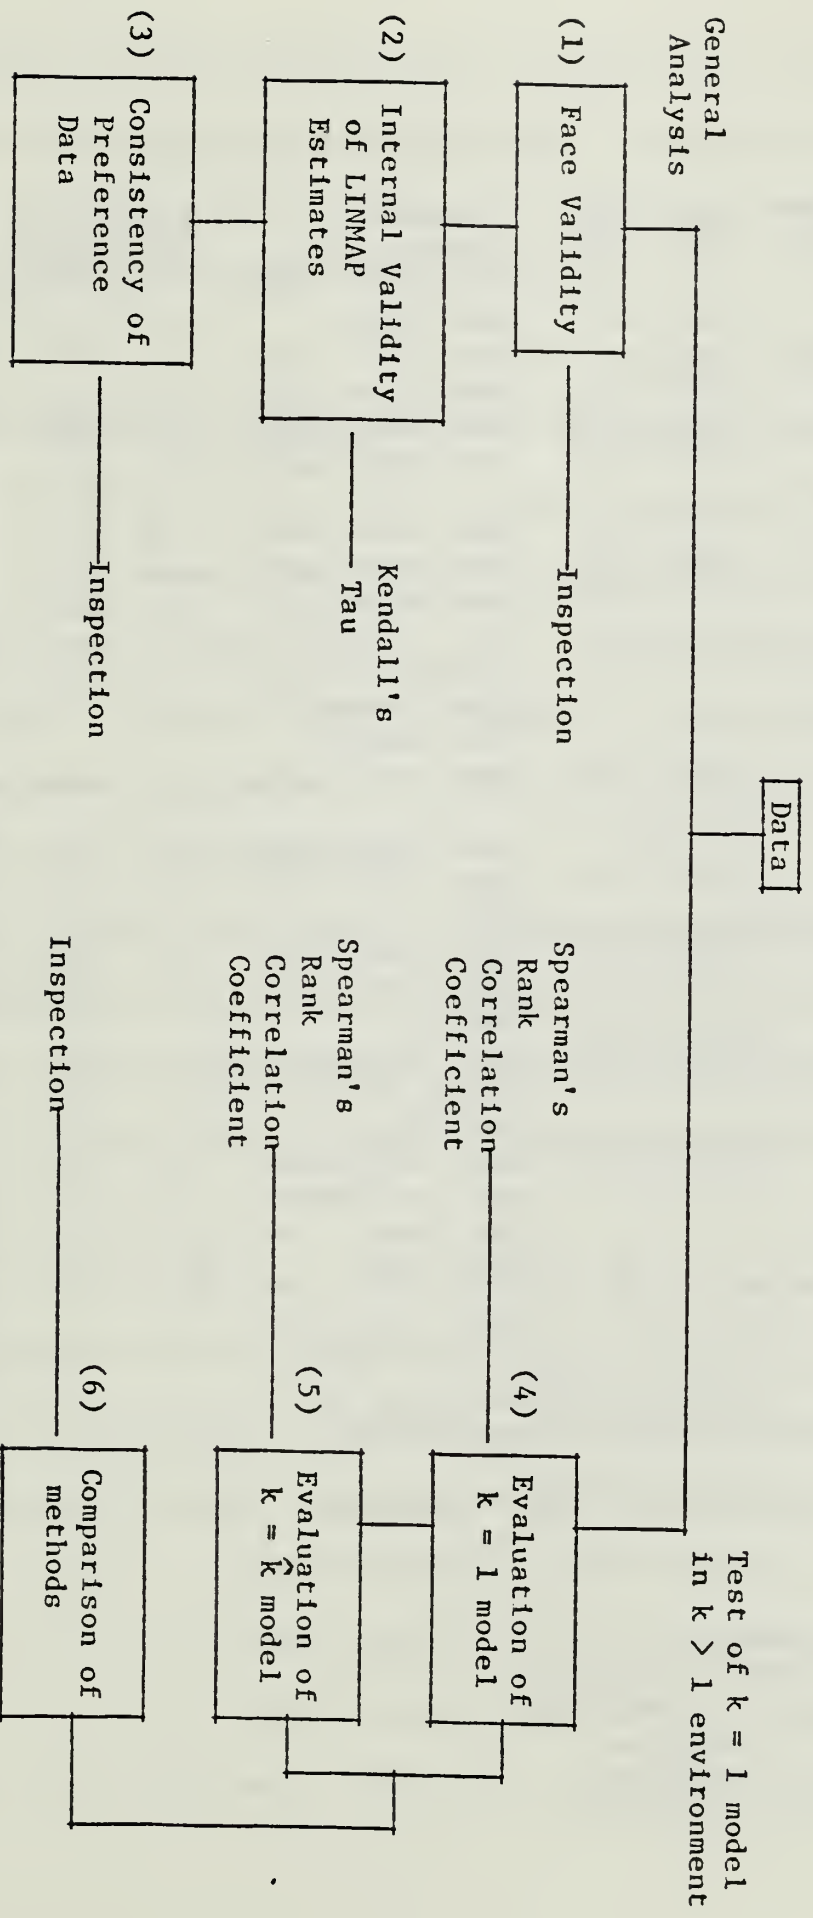 Data
General
Analysis
(1)
Face Validity
Inspection
(2)
Internal Validity
of LINMAP
Estimates
Kendall's
Tau
(3)
Consistency of
Preference
Data
Inspection
Test of k = 1 model
in k > 1 environment
Spearman's
Rank
Correlation
Coefficient
(4)
Evaluation of
k = 1 model
Spearman's
Rank
Correlation
Coefficient
(5)
Evaluation of
k = k̂ model
Inspection
(6)
Comparison of
methods